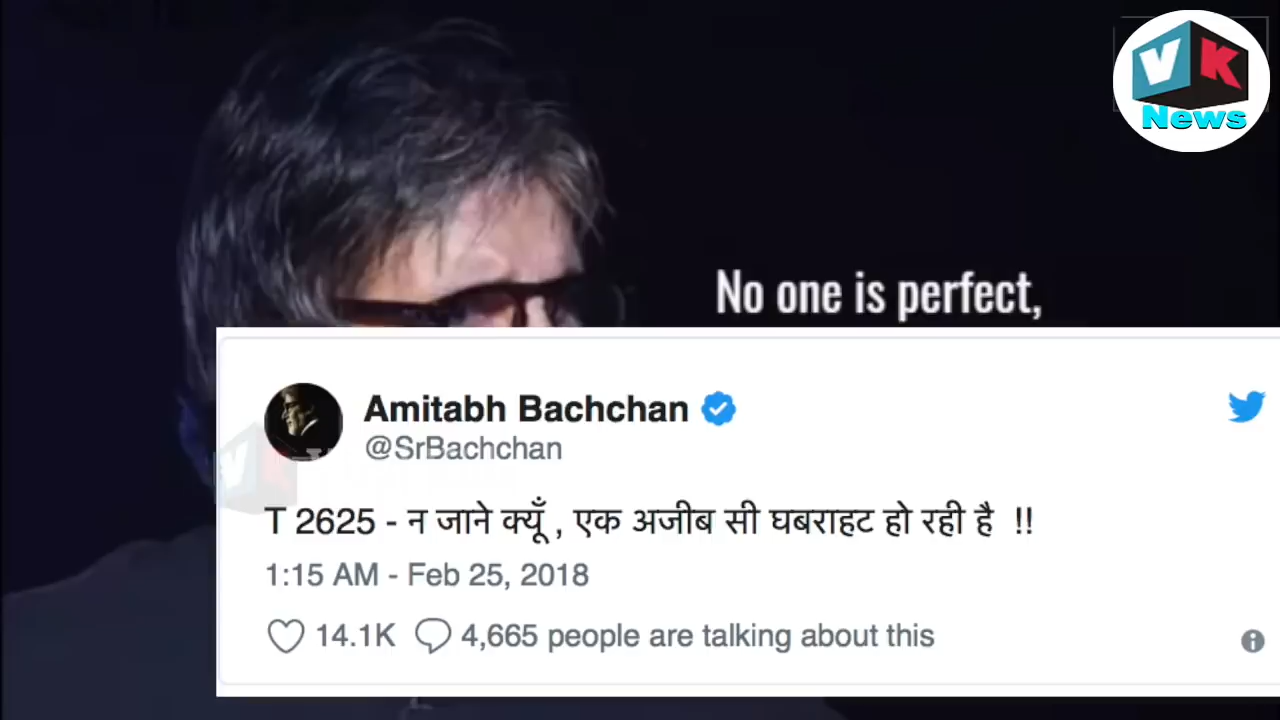 VK
News
No one is perfect,
Amitabh Bachchan
@SrBachchan
T 2625 - न जाने क्यूँ , एक अजीब सी घबराहट हो रही है !!
1:15 AM - Feb 25, 2018
14.1K 4,665 people are talking about this